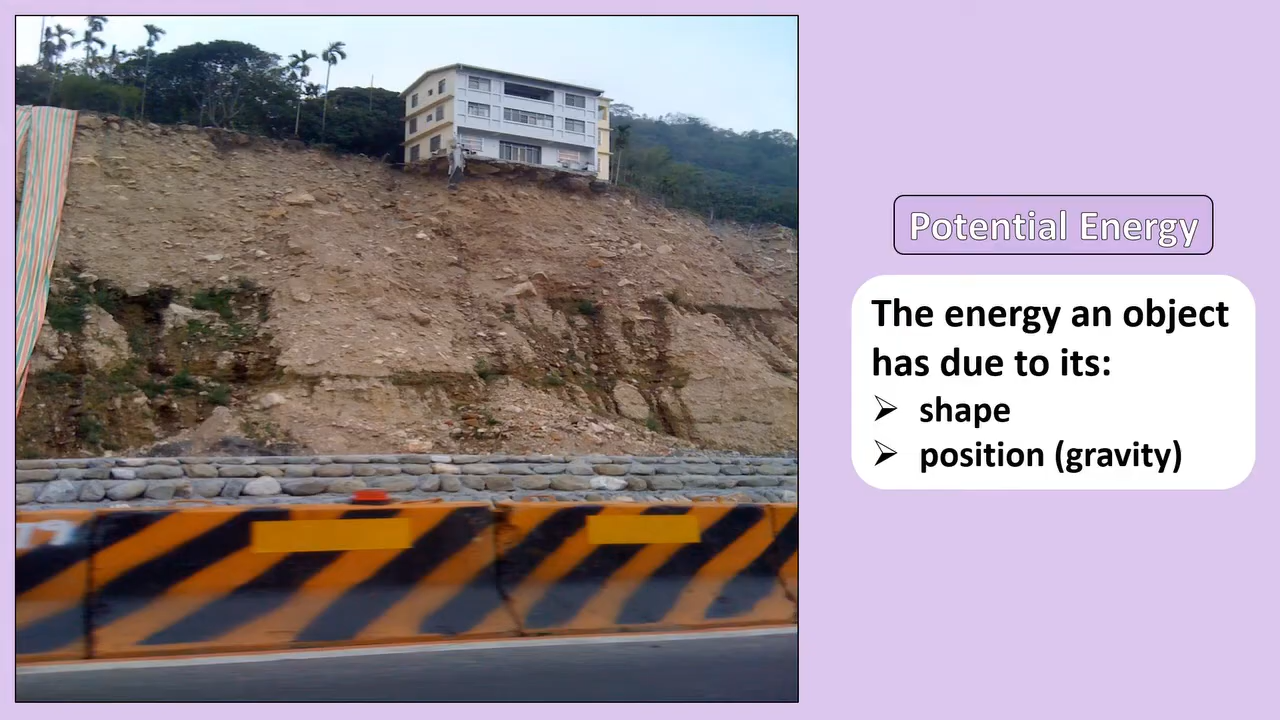 Potential Energy
The energy an object
has due to its:
➢ shape
➢ position (gravity)